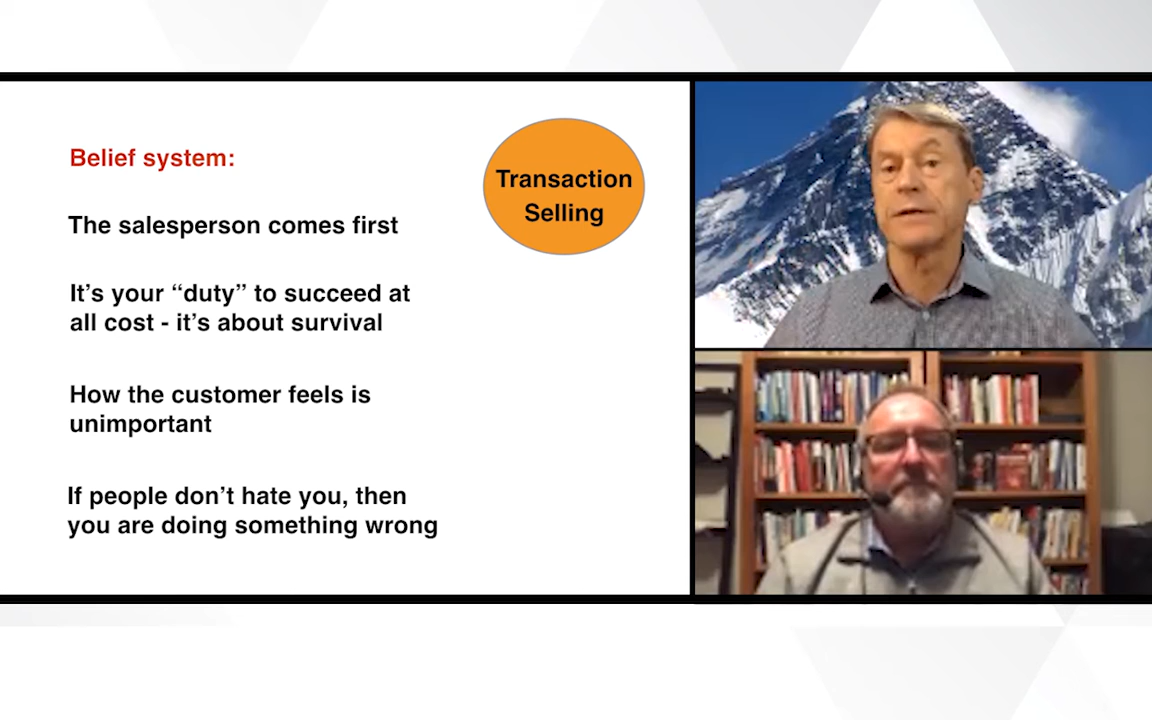 Belief system:
Transaction
Selling
The salesperson comes first
It’s your “duty” to succeed at
all cost - it’s about survival
How the customer feels is
unimportant
If people don’t hate you, then
you are doing something wrong